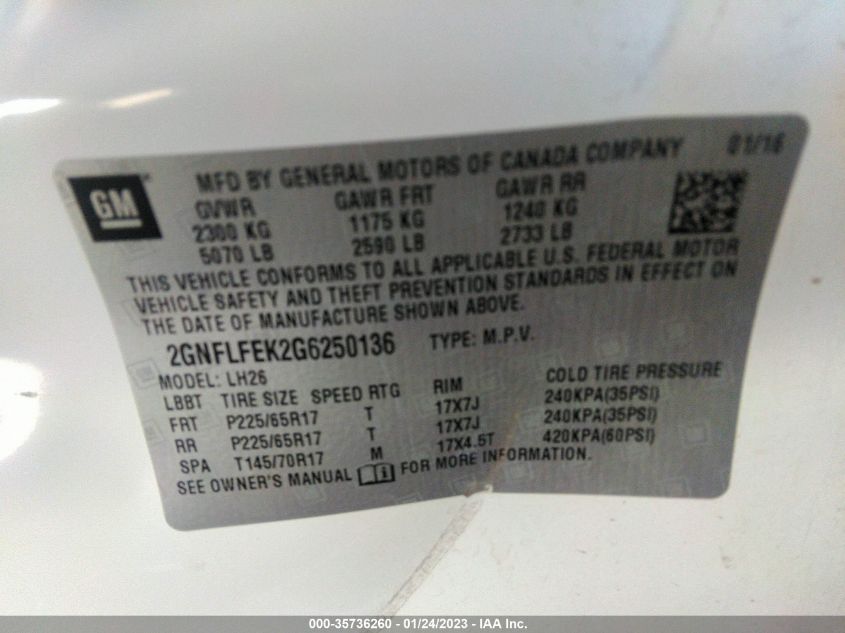 GM
MFD BY GENERAL MOTORS OF CANADA COMPANY 01/16
GVWR GAWR FRT GAWR RR
2300 KG 1175 KG 1240 KG
5070 LB 2590 LB 2733 LB
THIS VEHICLE CONFORMS TO ALL APPLICABLE U.S. FEDERAL MOTOR
VEHICLE SAFETY AND THEFT PREVENTION STANDARDS IN EFFECT ON
THE DATE OF MANUFACTURE SHOWN ABOVE.
2GNFLFEK2G6250136 TYPE: M.P.V.
MODEL: LH26
LBBT TIRE SIZE SPEED RTG RIM COLD TIRE PRESSURE
FRT P225/65R17 T 17X7J 240KPA(35PSI)
RR P225/65R17 T 17X7J 240KPA(35PSI)
SPA T145/70R17 M 17X4.5T 420KPA(60PSI)
SEE OWNER'S MANUAL FOR MORE INFORMATION.
000-35736260 - 01/24/2023 - IAA Inc.